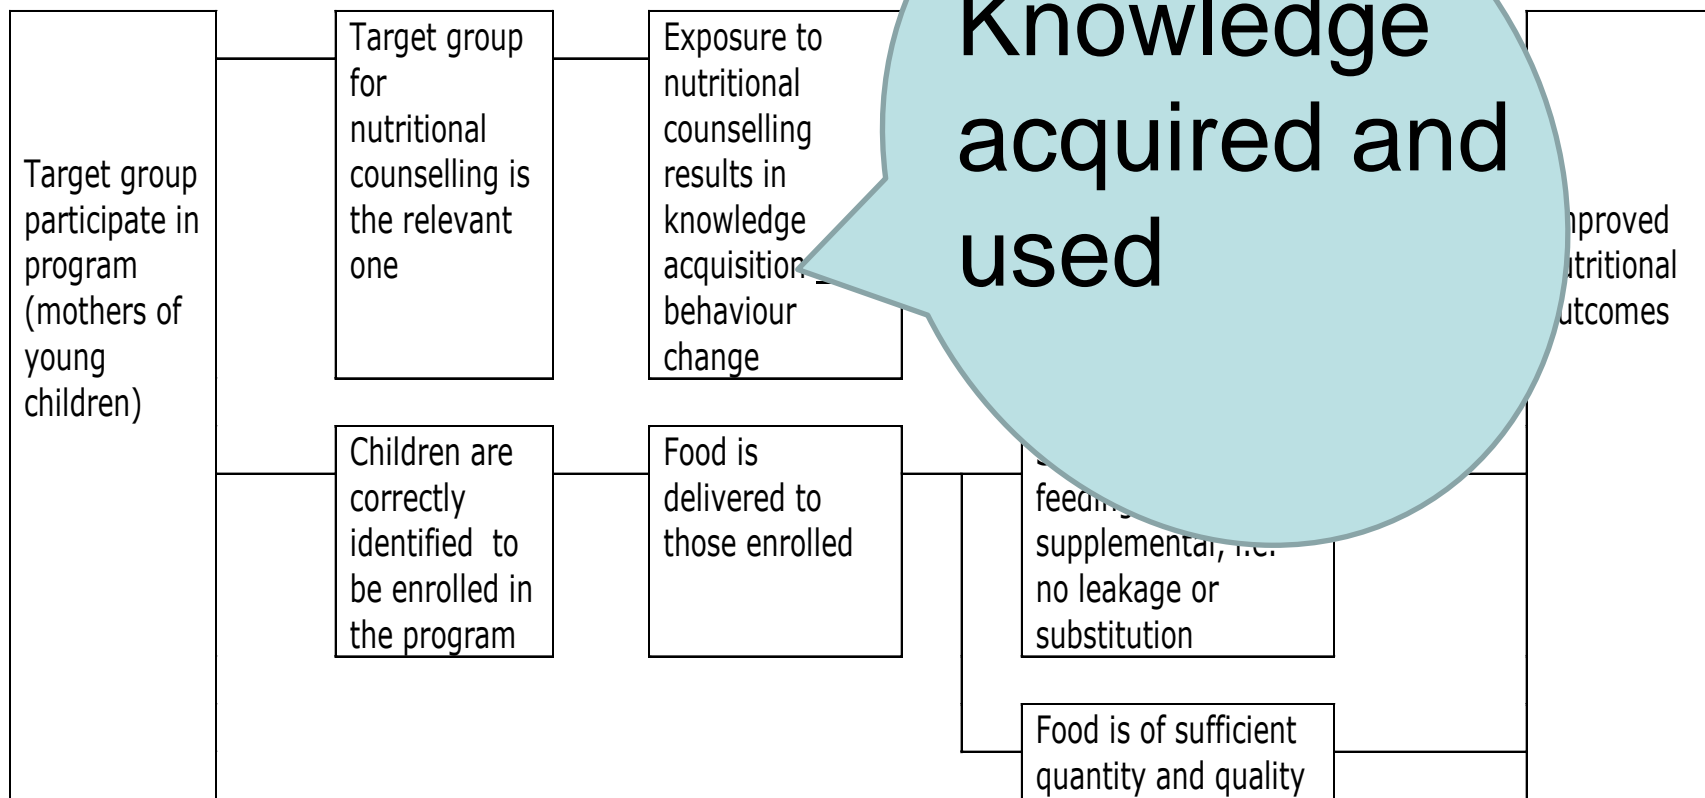 Target group
participate in
program
(mothers of
young
children)
Target group
for
nutritional
counselling is
the relevant
one
Exposure to
nutritional
counselling
results in
knowledge
acquisition
behaviour
change
Knowledge
acquired and
used
Children are
correctly
identified to
be enrolled in
the program
Food is
delivered to
those enrolled
supplemental, i.e.
no leakage or
substitution
Food is of sufficient
quantity and quality